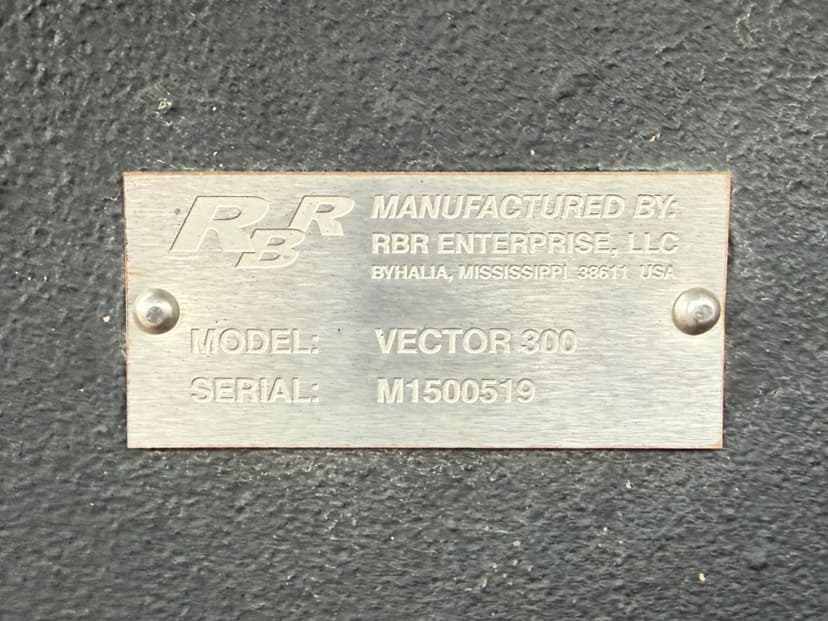 RBR
MANUFACTURED BY:
RBR ENTERPRISE, LLC
BYHALIA, MISSISSIPPI 38611 USA
MODEL: VECTOR 300
SERIAL: M1500519